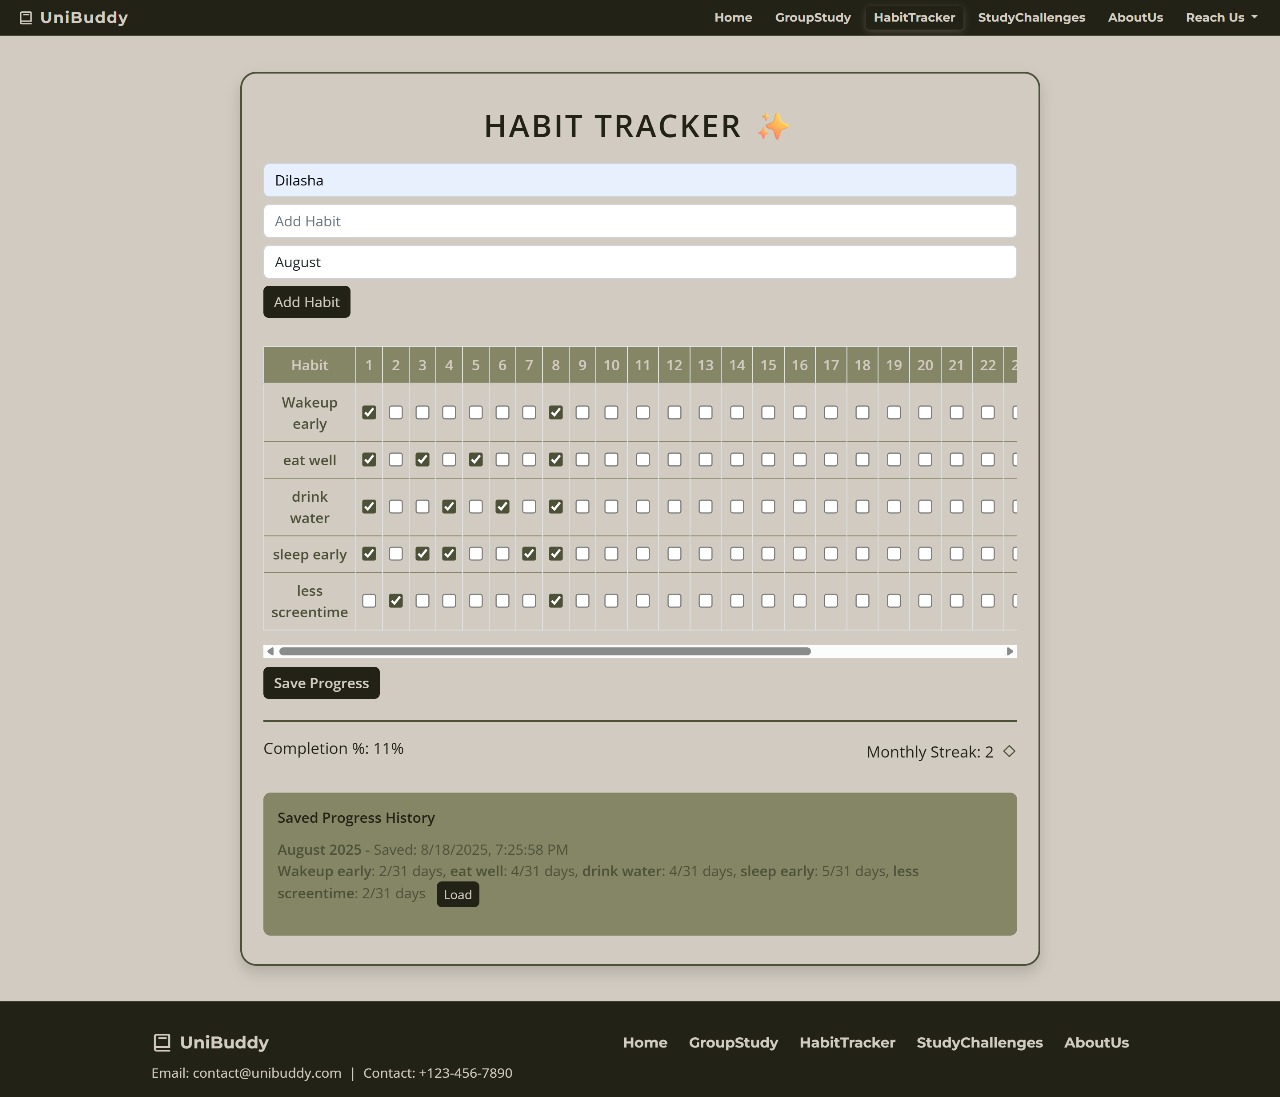 UniBuddy
Home GroupStudy HabitTracker StudyChallenges AboutUs Reach Us
HABIT TRACKER ✨
Dilasha
Add Habit
August
Add Habit
Habit 1 2 3 4 5 6 7 8 9 10 11 12 13 14 15 16 17 18 19 20 21 22
Wakeup
early
eat well
drink
water
sleep early
less
screentime
Save Progress
Completion %: 11%
Monthly Streak: 2
Saved Progress History
August 2025 - Saved: 8/18/2025, 7:25:58 PM
Wakeup early: 2/31 days, eat well: 4/31 days, drink water: 4/31 days, sleep early: 5/31 days, less
screentime: 2/31 days Load
UniBuddy
Home GroupStudy HabitTracker StudyChallenges AboutUs
Email: contact@unibuddy.com | Contact: +123-456-7890